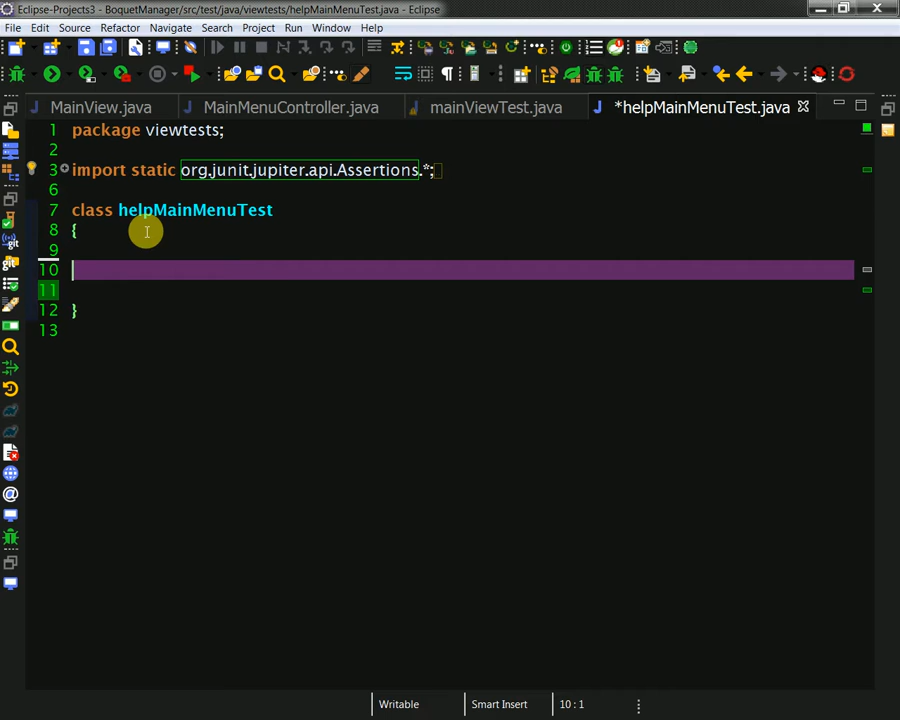 Eclipse-Projects3 - BoquetManager/src/test/java/viewtests/helpMainMenuTest.java - Eclipse
File Edit Source Refactor Navigate Search Project Run Window Help
MainView.java MainMenuController.java mainViewTest.java *helpMainMenuTest.java
1 package viewtests;
2
3 import static org.junit.jupiter.api.Assertions.*;
6
7 class helpMainMenuTest
8 {
9
10
11
12 }
13
Writable Smart Insert 10 : 1